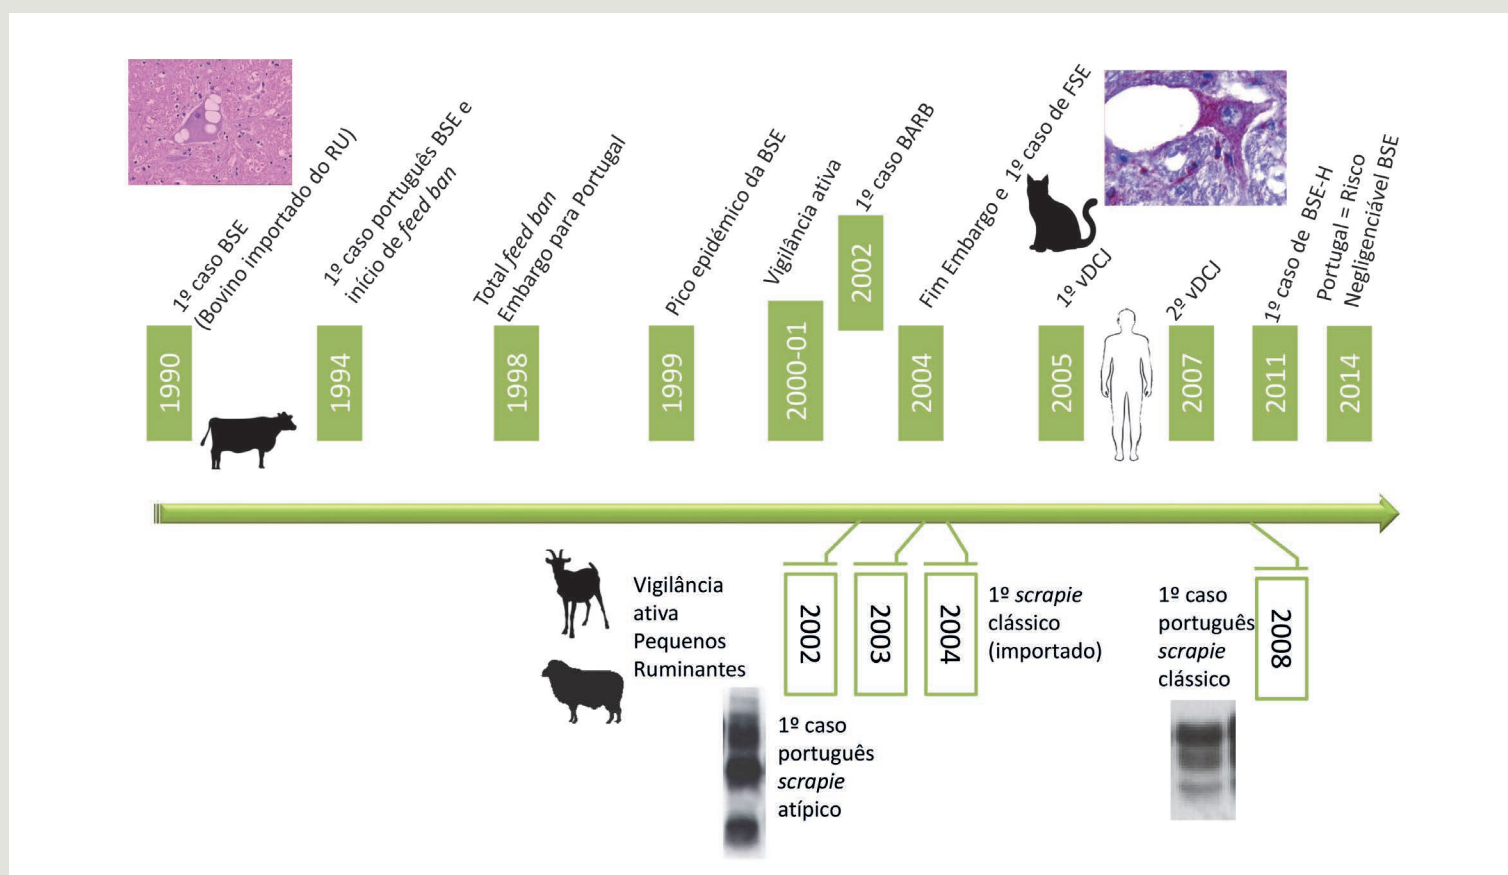 1º caso BSE
(Bovino importado do RU)
1990
1º caso português BSE e
início de feed ban
1994
Total feed ban
Embargo para Portugal
1998
Pico epidémico da BSE
1999
Vigilância ativa
2000-01
1º caso BARB
2002
Fim Embargo e 1º caso de FSE
2004
1º vDCJ
2005
2º vDCJ
2007
1º caso de BSE-H
2011
Portugal = Risco
Negligenciável BSE
2014
Vigilância
ativa
Pequenos
Ruminantes
2002
1º caso
português
scrapie
atípico
2003
2004
1º scrapie
clássico
(importado)
1º caso
português
scrapie
clássico
2008